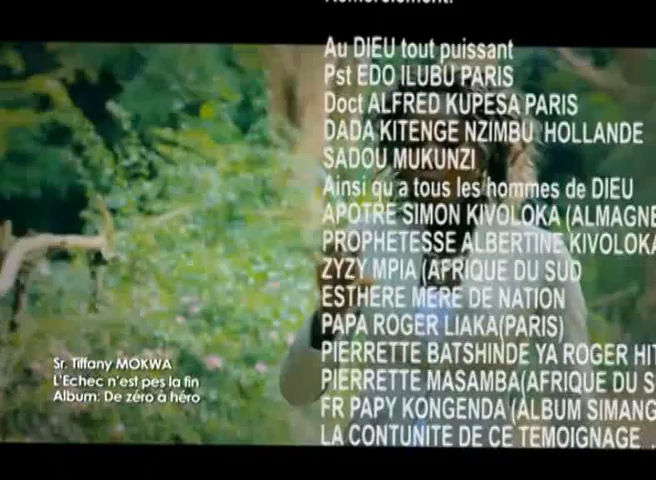 Au DIEU tout puissant
Pst EDO ILUBU PARIS
Doct ALFRED KUPESA PARIS
DADA KITENGE NZIMBU HOLLANDE
SADOU MUKUNZI
Ainsi qu a tous les hommes de DIEU
APOTRE SIMON KIVOLOKA (ALMAGNE
PROPHETESSE ALBERTINE KIVOLOKA
ZYZY MPIA (AFRIQUE DU SUD
ESTHERE MERE DE NATION
PAPA ROGER LIAKA(PARIS)
PIERRETTE BATSHINDE YA ROGER HIT
PIERRETTE MASAMBA(AFRIQUE DU S
FR PAPY KONGENDA (ALBUM SIMANG
LA CONTUNITE DE CE TEMOIGNAGE ..
Sr. Tiffany MOKWA
L'Echec n'est pes la fin
Album: De zéro à héro